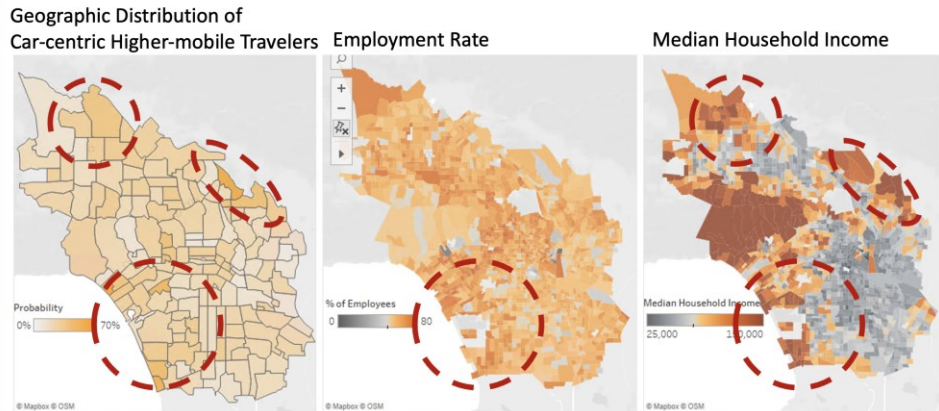 Geographic Distribution of
Car-centric Higher-mobile Travelers
Employment Rate
Median Household Income
Probability
0%
70%
© Mapbox © OSM
% of Employees
0
80
© Mapbox © OSM
Median Household Income
25,000
© Mapbox © OSM